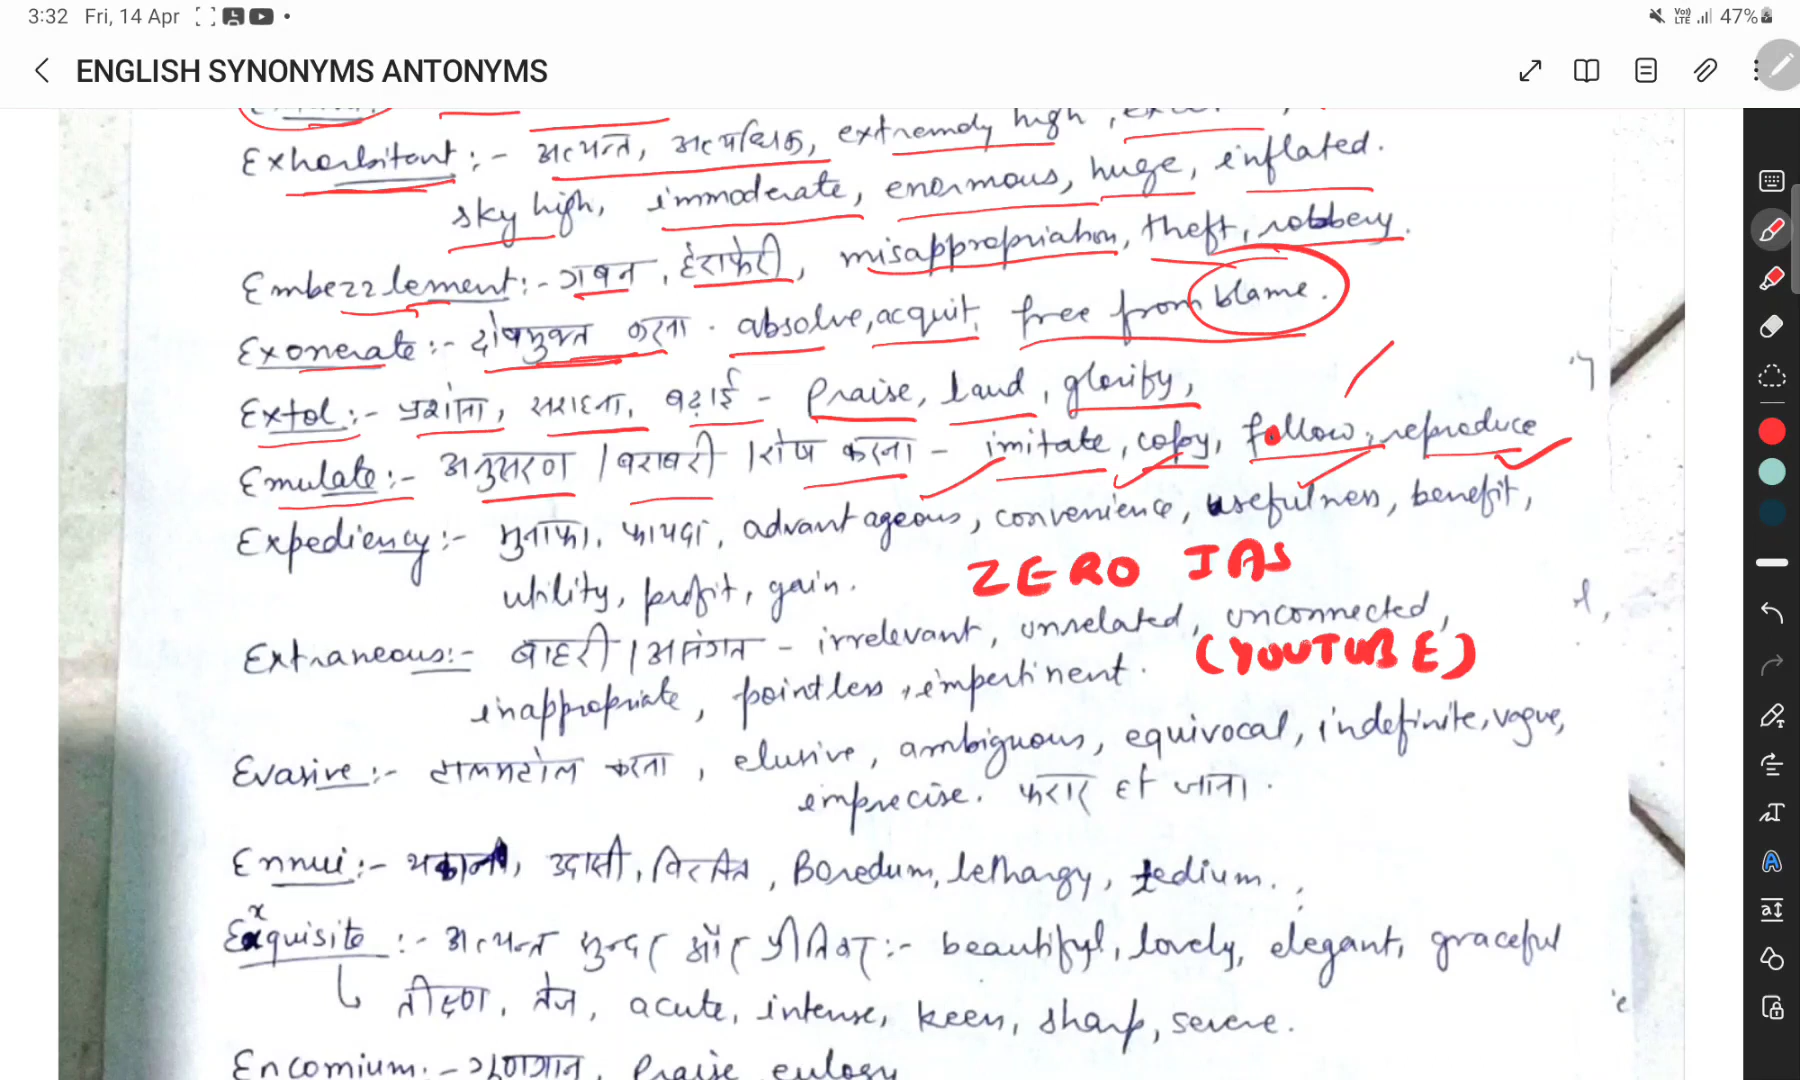 3:32 Fri, 14 Apr
47%
ENGLISH SYNONYMS ANTONYMS
Exhorbitant :- अत्यन्त, अत्यधिक, extremely high,
sky high, immoderate, enormous, huge, inflated.
Embezzlement :- गबन, हेराफेरी, misappropriation, theft, robbery.
Exonerate :- दोषमुक्त करना . absolve, acquit, free from blame.
Extol :- प्रशंसा, सराहना, बढ़ाई - Praise, laud, glorify,
Emulate :- अनुसरण / बराबरी / करना - imitate, copy, follow, reproduce
Expediency :- मुनाफा, फायदा, advantageous, convenience, usefulness, benefit,
utility, profit, gain.
ZERO IAS
Extraneous :- बाहरी / असंगत - irrelevant, unrelated, unconnected,
(YOUTUBE)
inappropriate, pointless, impertinent.
Evasive :- टालमटोल करना, elusive, ambiguous, equivocal, indefinite, vague,
imprecise. फरार हो जाना.
Ennui :- थकान, उदासी, विरक्ति, Boredum, lethargy, tedium.
Exquisite :- अत्यन्त सुन्दर और :- beautiful, lovely, elegant, graceful
तीक्ष्ण, तेज, acute, intense, keen, sharp, severe.
Encomium :- गुणगान, Praise, eulogy